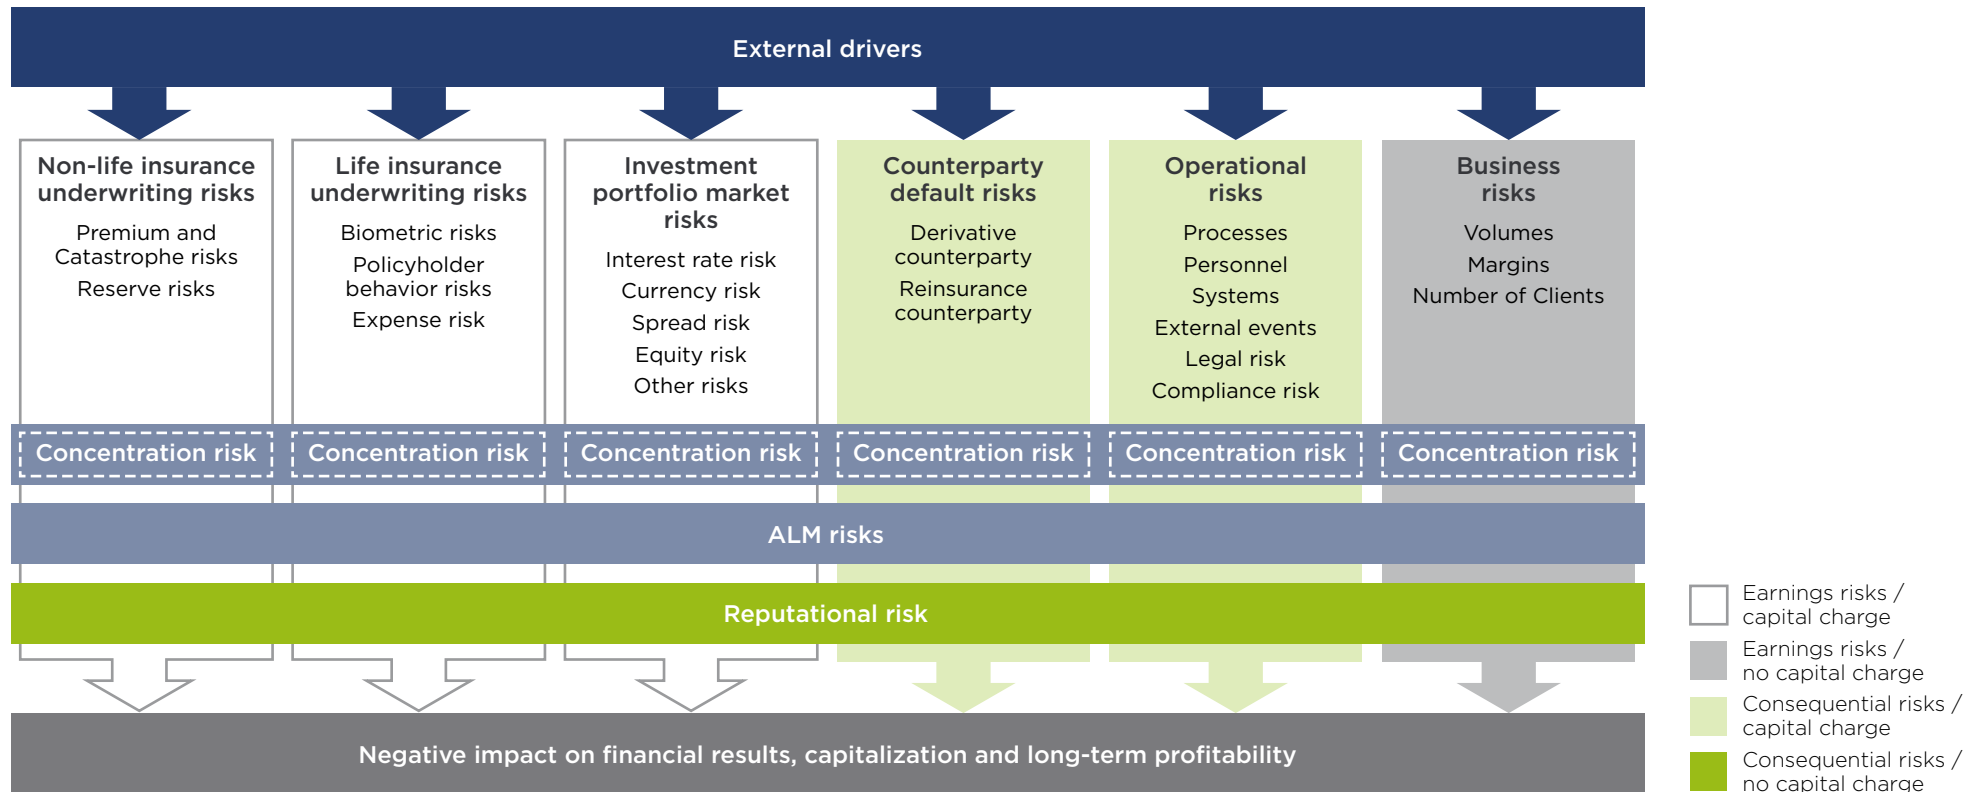 External drivers
Non-life insurance
underwriting risks
Premium and
Catastrophe risks
Reserve risks
Life insurance
underwriting risks
Biometric risks
Policyholder
behavior risks
Expense risk
Investment
portfolio market
risks
Interest rate risk
Currency risk
Spread risk
Equity risk
Other risks
Counterparty
default risks
Derivative
counterparty
Reinsurance
counterparty
Operational
risks
Processes
Personnel
Systems
External events
Legal risk
Compliance risk
Business
risks
Volumes
Margins
Number of Clients
Concentration risk
Concentration risk
Concentration risk
Concentration risk
Concentration risk
Concentration risk
ALM risks
Reputational risk
Negative impact on financial results, capitalization and long-term profitability
Earnings risks /
capital charge
Earnings risks /
no capital charge
Consequential risks /
capital charge
Consequential risks /
no capital charge